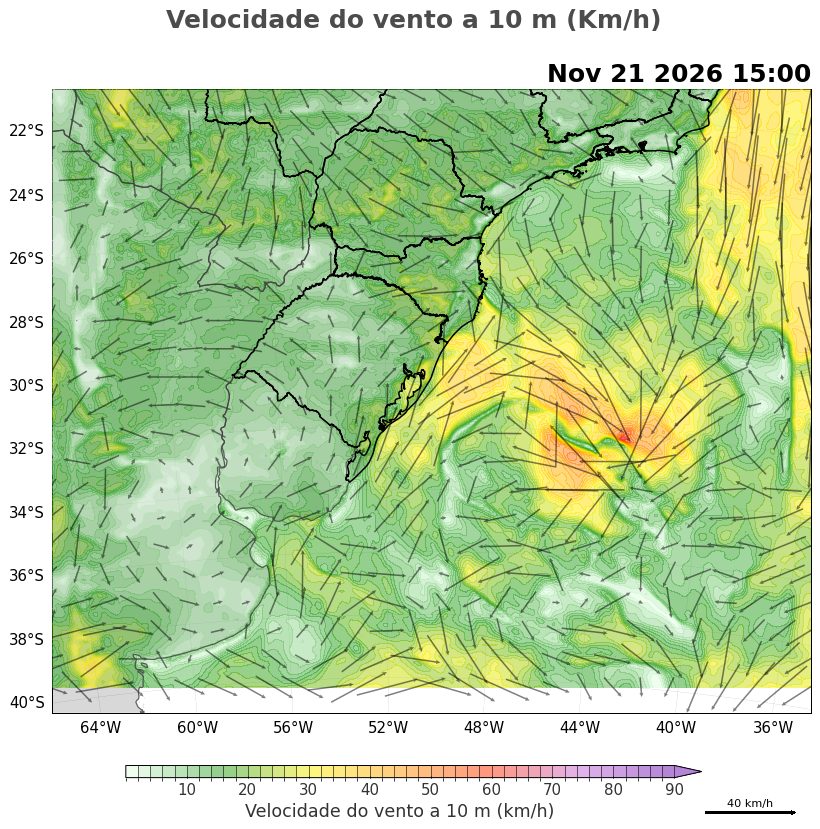 Velocidade do vento a 10 m (Km/h)
Nov 21 2026 15:00
22°S
24°S
26°S
28°S
30°S
32°S
34°S
36°S
38°S
40°S
64°W 60°W 56°W 52°W 48°W 44°W 40°W 36°W
10 20 30 40 50 60 70 80 90
Velocidade do vento a 10 m (km/h)
40 km/h